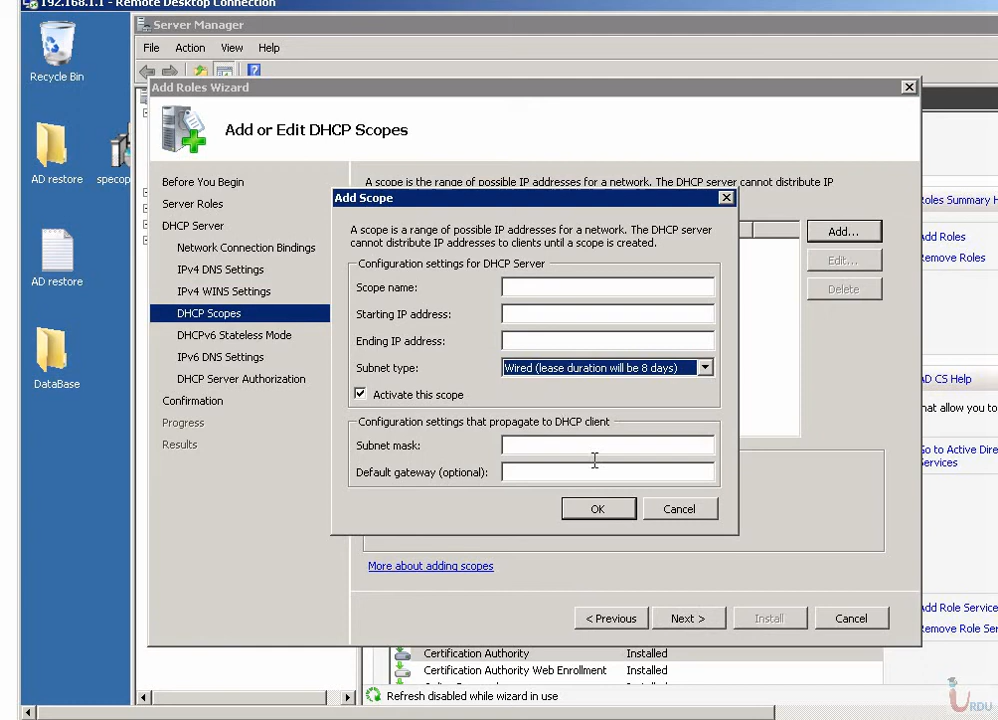 192.168.1.1 - Remote Desktop Connection
Server Manager
File Action View Help
Recycle Bin
Add Roles Wizard
Add or Edit DHCP Scopes
AD restore
specop
Before You Begin
Server Roles
DHCP Server
Network Connection Bindings
IPv4 DNS Settings
IPv4 WINS Settings
DHCP Scopes
DHCPv6 Stateless Mode
IPv6 DNS Settings
DHCP Server Authorization
Confirmation
Progress
Results
AD restore
DataBase
A scope is the range of possible IP addresses for a network. The DHCP server cannot distribute IP
Add...
Edit...
Delete
Add Scope
A scope is a range of possible IP addresses for a network. The DHCP server
cannot distribute IP addresses to clients until a scope is created.
Configuration settings for DHCP Server
Scope name:
Starting IP address:
Ending IP address:
Subnet type: Wired (lease duration will be 8 days)
Activate this scope
Configuration settings that propagate to DHCP client
Subnet mask:
Default gateway (optional):
OK Cancel
More about adding scopes
< Previous Next > Install Cancel
oles Summary H
Add Roles
Remove Roles
AD CS Help
hat allow you to
Go to Active Dire
Services
Add Role Service
Remove Role Ser
Certification Authority Installed
Certification Authority Web Enrollment Installed
Refresh disabled while wizard in use
URDU